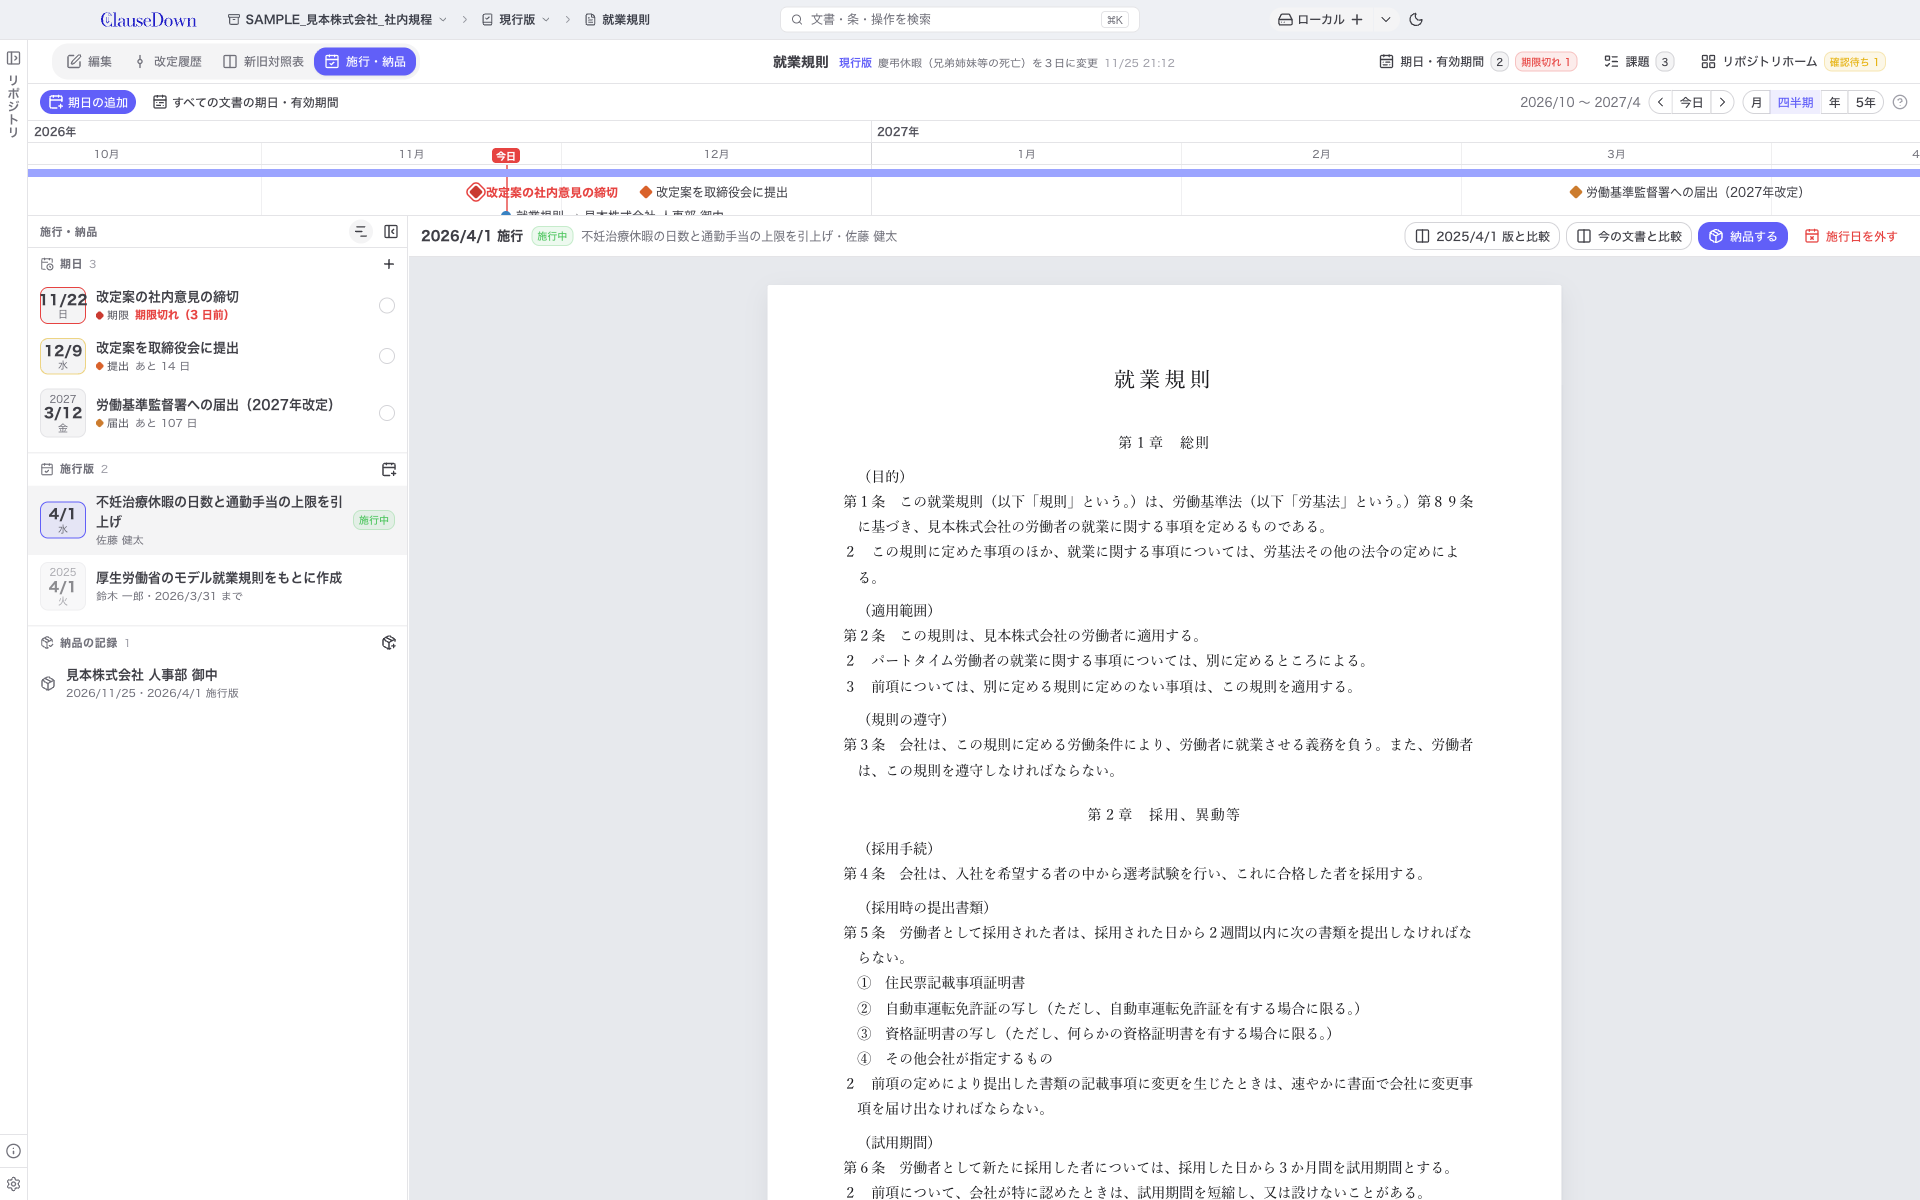 ClauseDown
SAMPLE_見本株式会社_社内規程
現行版
就業規則
文書・条・操作を検索
⌘K
ローカル
リポジトリ
編集
改定履歴
新旧対照表
施行・納品
就業規則 現行版 慶弔休暇（兄弟姉妹等の死亡）を３日に変更 11/25 21:12
期日・有効期間 2 期限切れ 1
課題 3
リポジトリホーム 確認待ち 1
期日の追加
すべての文書の期日・有効期間
2026/10 〜 2027/4
今日
月 四半期 年 5年
2026年
2027年
10月 11月 今日 12月 1月 2月 3月 4
改定案の社内意見の締切
改定案を取締役会に提出
労働基準監督署への届出（2027年改定）
施行・納品
期日 3
11/22 日
改定案の社内意見の締切
期限 期限切れ（3 日前）
12/9 水
改定案を取締役会に提出
提出 あと 14 日
2027 3/12 金
労働基準監督署への届出（2027年改定）
届出 あと 107 日
施行版 2
4/1 水
不妊治療休暇の日数と通勤手当の上限を引
上げ
施行中
佐藤 健太
2025 4/1 火
厚生労働省のモデル就業規則をもとに作成
鈴木 一郎・2026/3/31 まで
納品の記録 1
見本株式会社 人事部 御中
2026/11/25・2026/4/1 施行版
2026/4/1 施行 施行中 不妊治療休暇の日数と通勤手当の上限を引上げ・佐藤 健太
2025/4/1 版と比較
今の文書と比較
納品する
施行日を外す
就業規則
第１章　総則
（目的）
第１条　この就業規則（以下「規則」という。）は、労働基準法（以下「労基法」という。）第８９条
に基づき、見本株式会社の労働者の就業に関する事項を定めるものである。
２　この規則に定めた事項のほか、就業に関する事項については、労基法その他の法令の定めによ
る。
（適用範囲）
第２条　この規則は、見本株式会社の労働者に適用する。
２　パートタイム労働者の就業に関する事項については、別に定めるところによる。
３　前項については、別に定める規則に定めのない事項は、この規則を適用する。
（規則の遵守）
第３条　会社は、この規則に定める労働条件により、労働者に就業させる義務を負う。また、労働者
は、この規則を遵守しなければならない。
第２章　採用、異動等
（採用手続）
第４条　会社は、入社を希望する者の中から選考試験を行い、これに合格した者を採用する。
（採用時の提出書類）
第５条　労働者として採用された者は、採用された日から２週間以内に次の書類を提出しなければな
らない。
①　住民票記載事項証明書
②　自動車運転免許証の写し（ただし、自動車運転免許証を有する場合に限る。）
③　資格証明書の写し（ただし、何らかの資格証明書を有する場合に限る。）
④　その他会社が指定するもの
２　前項の定めにより提出した書類の記載事項に変更を生じたときは、速やかに書面で会社に変更事
項を届け出なければならない。
（試用期間）
第６条　労働者として新たに採用した者については、採用した日から３か月間を試用期間とする。
２　前項について、会社が特に認めたときは、試用期間を短縮し、又は設けないことがある。